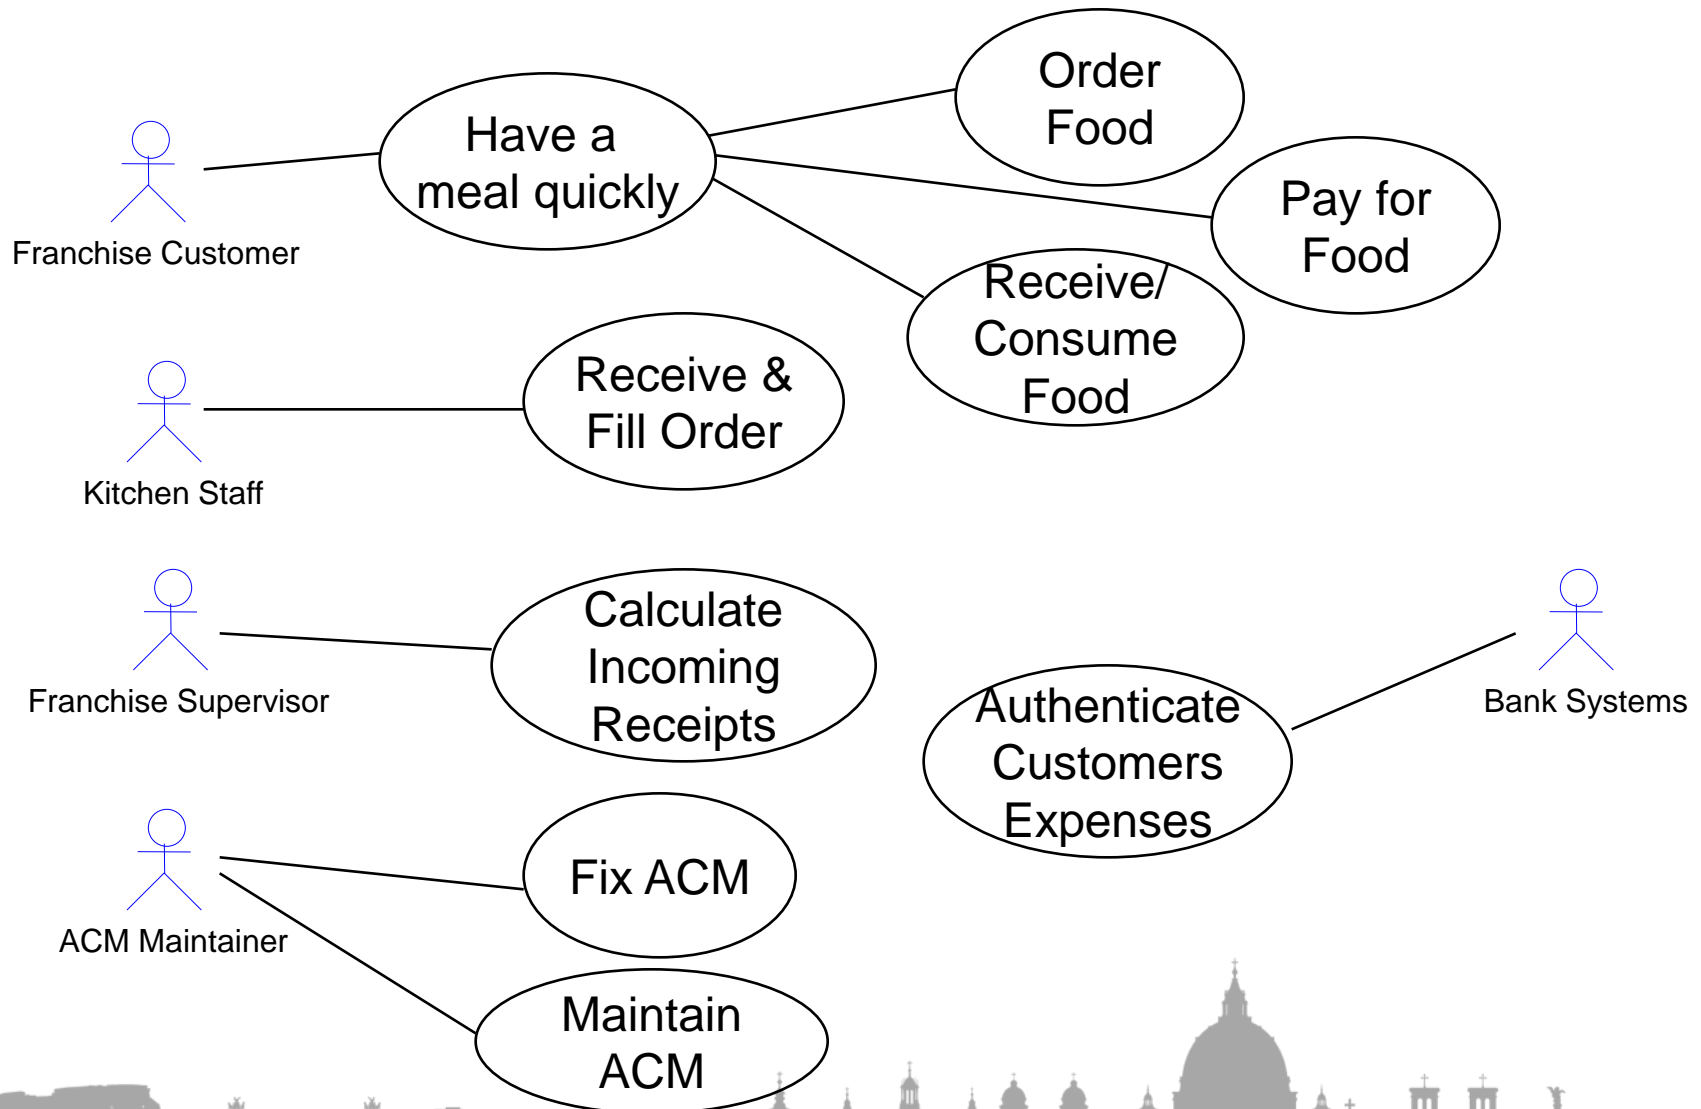 Order
Food
Have a
meal quickly
Pay for
Food
Franchise Customer
Receive/
Consume
Food
Receive &
Fill Order
Kitchen Staff
Calculate
Incoming
Receipts
Franchise Supervisor
Authenticate
Customers
Expenses
Bank Systems
Fix ACM
ACM Maintainer
Maintain
ACM